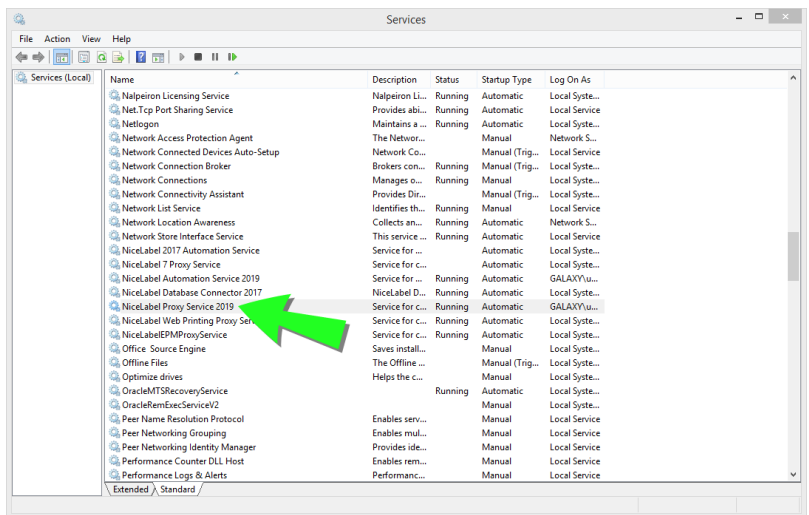 Services
File Action View Help
Services (Local)
Name Description Status Startup Type Log On As
Nalpeiron Licensing Service Nalpeiron Li... Running Automatic Local Syste...
Net.Tcp Port Sharing Service Provides abi... Running Automatic Local Service
Netlogon Maintains a ... Running Automatic Local Syste...
Network Access Protection Agent The Networ... Manual Network S...
Network Connected Devices Auto-Setup Network Co... Manual (Trig... Local Service
Network Connection Broker Brokers con... Running Manual (Trig... Local Syste...
Network Connections Manages o... Running Manual Local Syste...
Network Connectivity Assistant Provides Dir... Manual (Trig... Local Syste...
Network List Service Identifies th... Running Manual Local Service
Network Location Awareness Collects an... Running Automatic Network S...
Network Store Interface Service This service ... Running Automatic Local Service
NiceLabel 2017 Automation Service Service for ... Automatic Local Syste...
NiceLabel 7 Proxy Service Service for c... Automatic Local Syste...
NiceLabel Automation Service 2019 Service for ... Running Automatic GALAXY\u...
NiceLabel Database Connector 2017 NiceLabel D... Running Automatic Local Syste...
NiceLabel Proxy Service 2019 Service for c... Running Automatic GALAXY\u...
NiceLabel Web Printing Proxy Service for c... Running Automatic Local Syste...
NiceLabelEPMProxyService Service for c... Running Automatic Local Syste...
Office Source Engine Saves install... Manual Local Syste...
Offline Files The Offline ... Manual (Trig... Local Syste...
Optimize drives Helps the c... Manual Local Syste...
OracleMTSRecoveryService Running Automatic Local Syste...
OracleRemExecServiceV2 Manual Local Syste...
Peer Name Resolution Protocol Enables serv... Manual Local Service
Peer Networking Grouping Enables mul... Manual Local Service
Peer Networking Identity Manager Provides ide... Manual Local Service
Performance Counter DLL Host Enables rem... Manual Local Service
Performance Logs & Alerts Performanc... Manual Local Service
Extended Standard